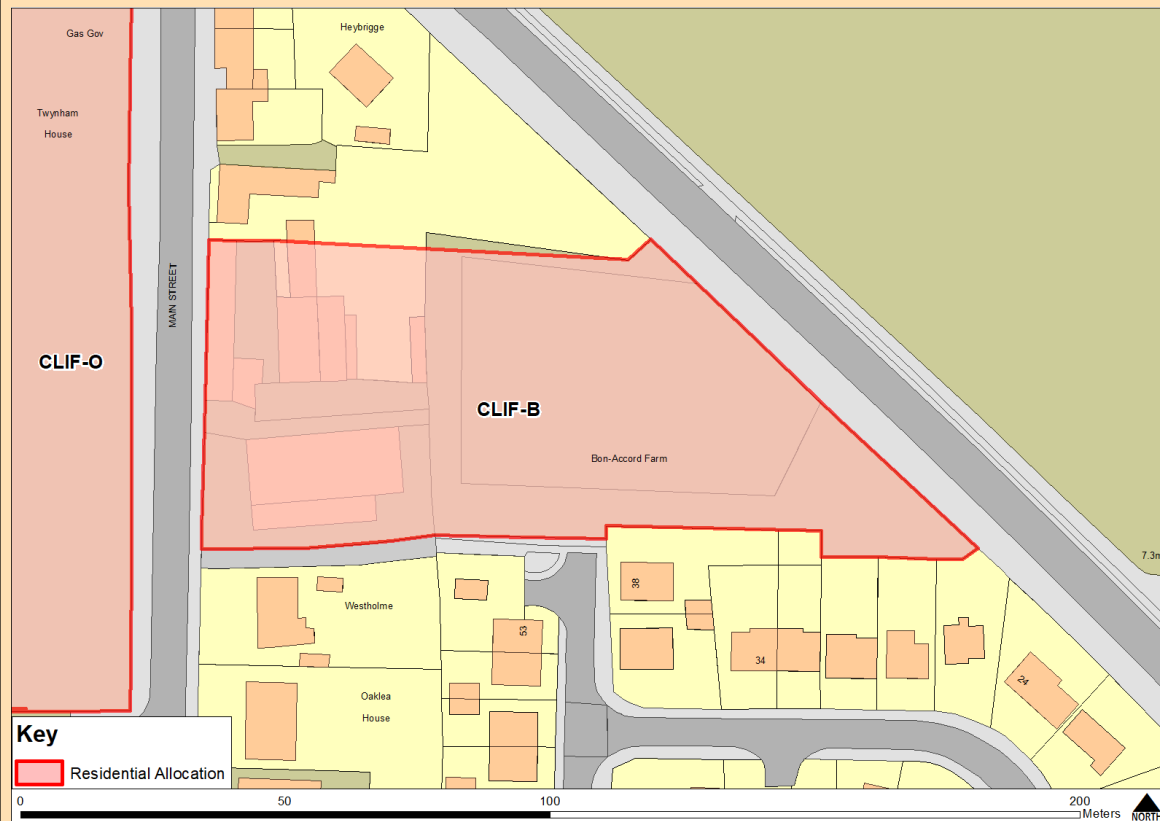 Gas Gov
Heybrigge
Twynham
House
MAIN STREET
CLIF-O
CLIF-B
Bon-Accord Farm
7.3m
38
Westholme
53
34
24
Oaklea
House
Key
Residential Allocation
0 50 100 200
Meters
NORTH